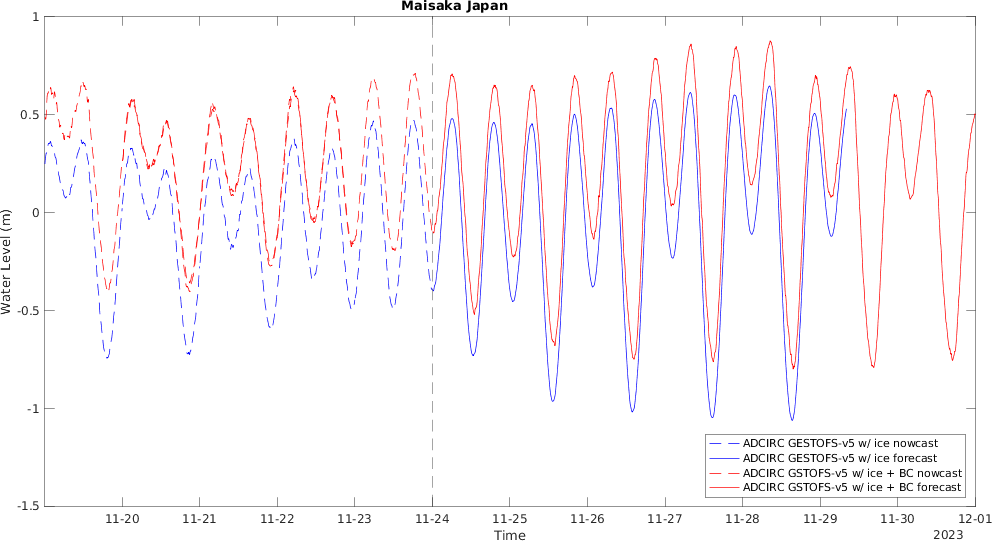 Maisaka Japan
Water Level (m)
1
0.5
0
-0.5
-1
-1.5
ADCIRC GESTOFS-v5 w/ ice nowcast
ADCIRC GESTOFS-v5 w/ ice forecast
ADCIRC GSTOFS-v5 w/ ice + BC nowcast
ADCIRC GSTOFS-v5 w/ ice + BC forecast
11-20 11-21 11-22 11-23 11-24 11-25 11-26 11-27 11-28 11-29 11-30 12-01
Time
2023